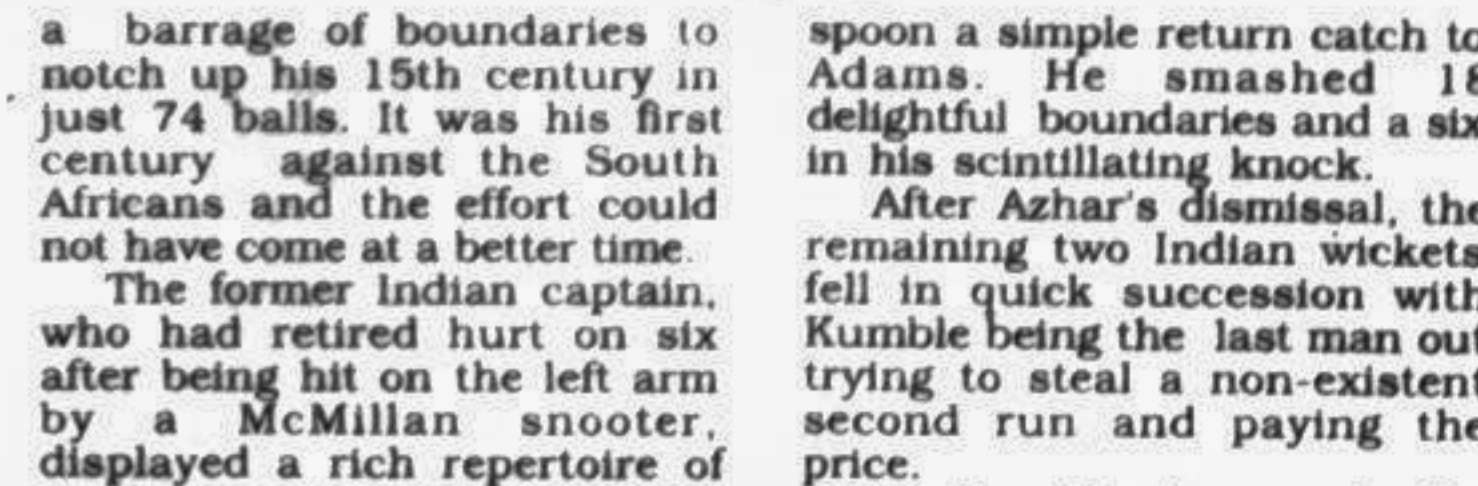 a barrage of boundaries to
notch up his 15th century in
just 74 balls. It was his first
century against the South
Africans and the effort could
not have come at a better time.
The former Indian captain,
who had retired hurt on six
after being hit on the left arm
by a McMillan snooter,
displayed a rich repertoire of
spoon a simple return catch to
Adams. He smashed 18
delightful boundaries and a six
in his scintillating knock.
After Azhar's dismissal, the
remaining two Indian wickets
fell in quick succession with
Kumble being the last man out
trying to steal a non-existent
second run and paying the
price.